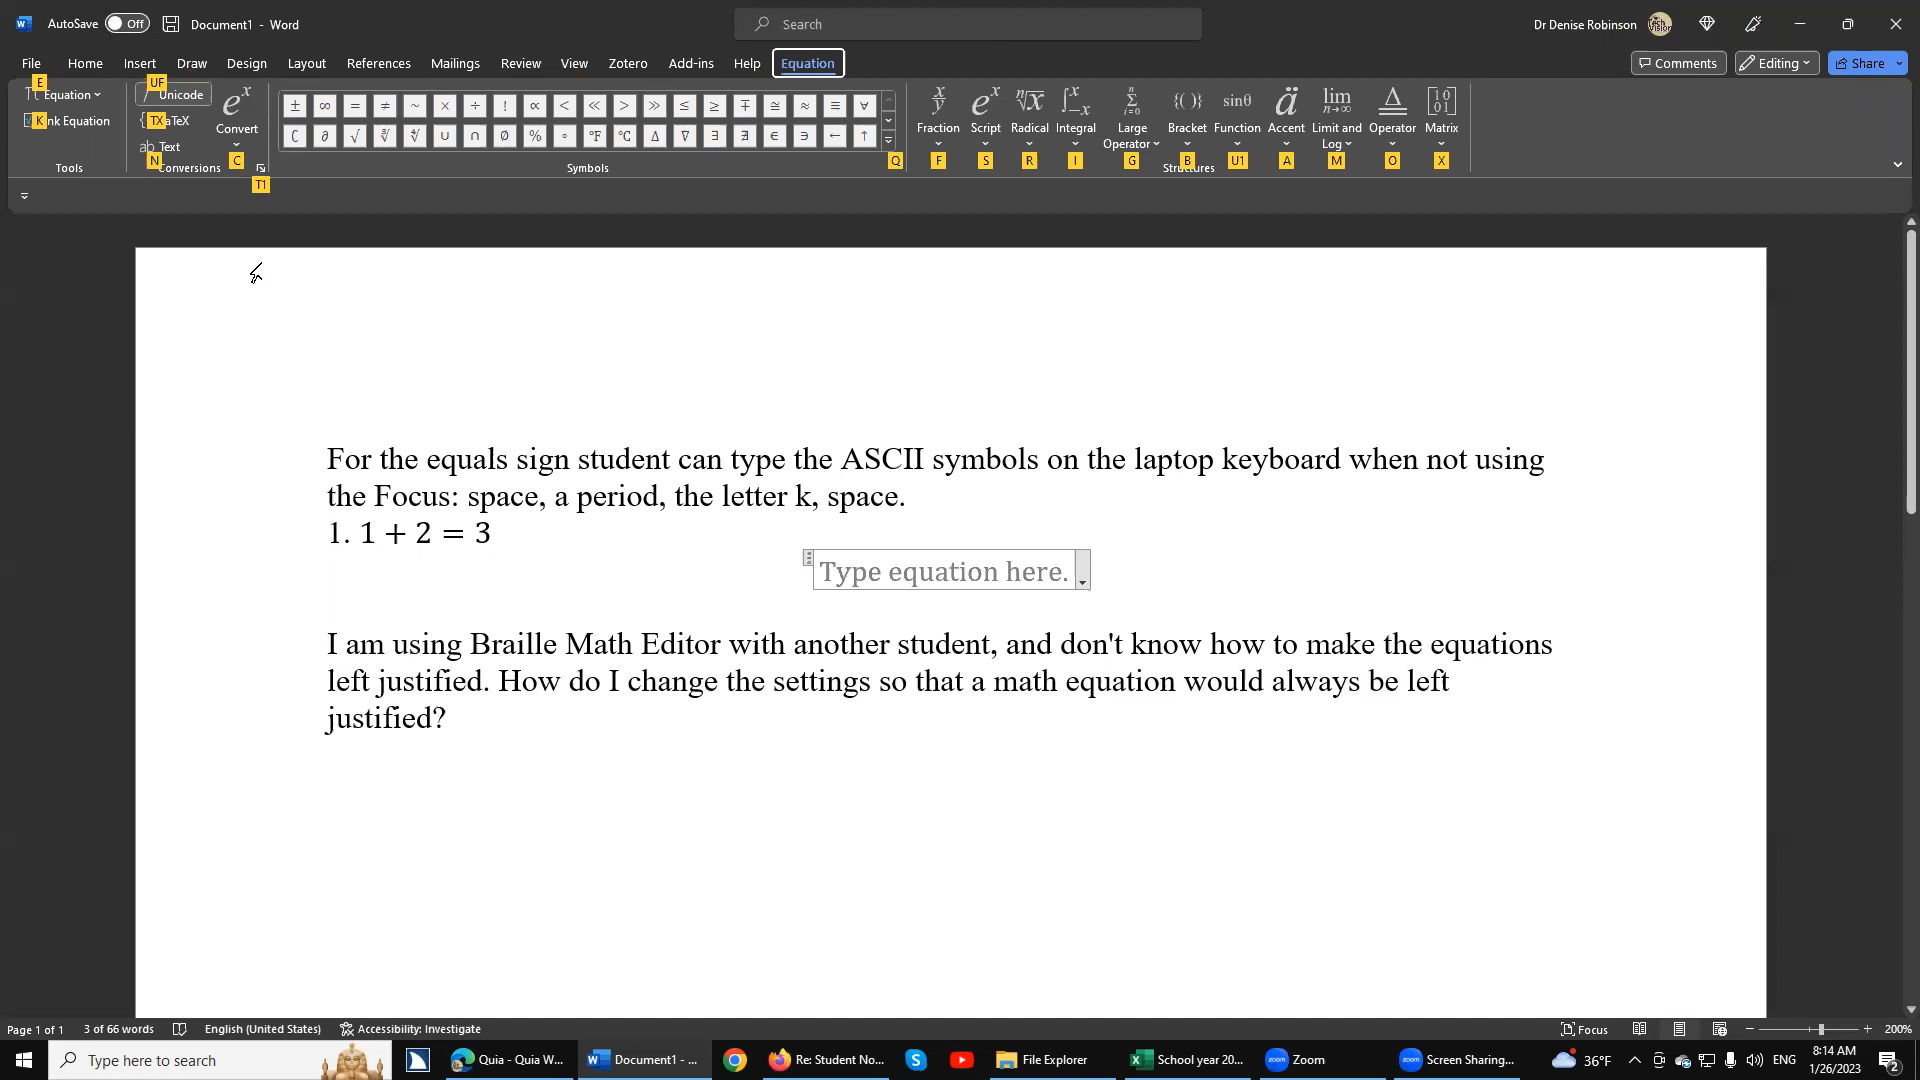 AutoSave Off Document1 - Word Search Dr Denise Robinson
File Home Insert Draw Design Layout References Mailings Review View Zotero Add-ins Help Equation Comments Editing Share
E UF
Equation Unicode
K nk Equation TX aTeX Convert
ab Text
N C Q F S R I G B U1 A M O X
Tools Conversions Symbols Structures
T1
± ∞ = ≠ ~ × ÷ ! ∝ < ≪ > ≫ ≤ ≥ ∓ ≅ ≈ ≡ ∀
∁ ∂ √ ∛ ∜ ∪ ∩ ∅ % ° °F °C ∆ ∇ ∃ ∄ ∈ ∋ ← ↑
Fraction Script Radical Integral Large Operator Bracket Function Accent Limit and Log Operator Matrix
For the equals sign student can type the ASCII symbols on the laptop keyboard when not using
the Focus: space, a period, the letter k, space.
1. 1 + 2 = 3
Type equation here.
I am using Braille Math Editor with another student, and don't know how to make the equations
left justified. How do I change the settings so that a math equation would always be left
justified?
Page 1 of 1 3 of 66 words English (United States) Accessibility: Investigate Focus 200%
Type here to search Quia - Quia W... Document1 - ... Re: Student No... File Explorer School year 20... Zoom Screen Sharing... 36°F ENG 8:14 AM
1/26/2023 2